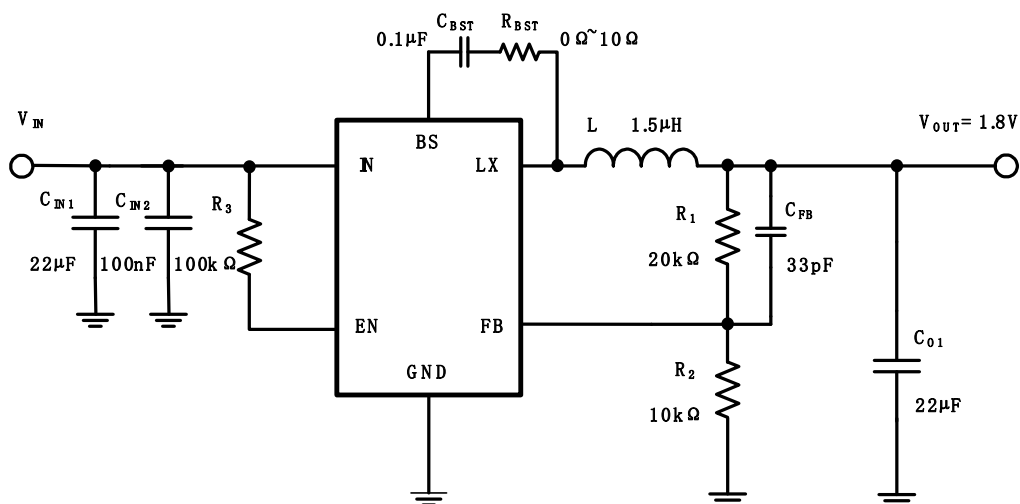 C_BST R_BST
0.1μF 0Ω~10Ω
V_IN
BS
L 1.5μH
V_OUT= 1.8V
IN LX
C_IN1 C_IN2 R_3
R_1 C_FB
22μF 100nF 100kΩ
20kΩ 33pF
EN FB
GND
R_2
C_O1
10kΩ
22μF